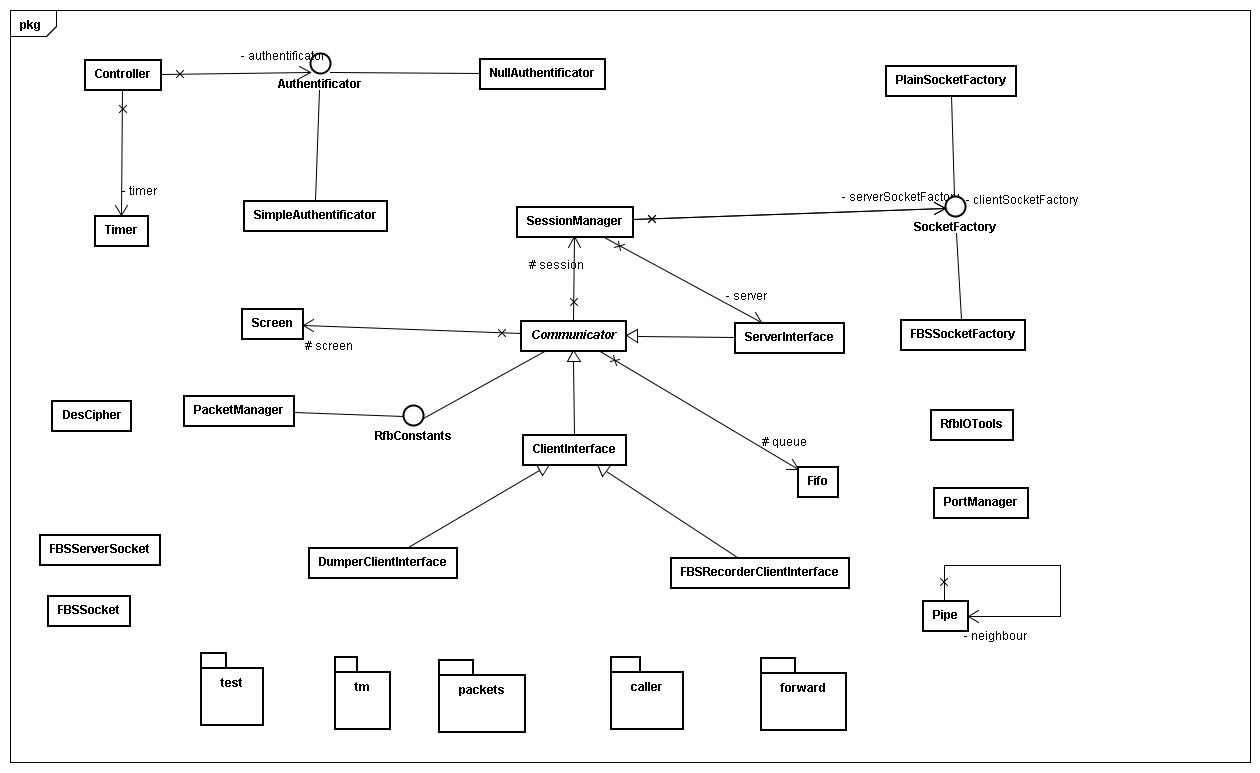 pkg
- authentificator
Controller
Authentificator
NullAuthentificator
PlainSocketFactory
- timer
Timer
SimpleAuthentificator
SessionManager
- serverSocketFactory
- clientSocketFactory
SocketFactory
# session
- server
Screen
# screen
Communicator
ServerInterface
FBSSocketFactory
DesCipher
PacketManager
RfbConstants
ClientInterface
# queue
Fifo
RfbIOTools
PortManager
FBSServerSocket
DumperClientInterface
FBSRecorderClientInterface
FBSSocket
Pipe
- neighbour
test
tm
packets
caller
forward